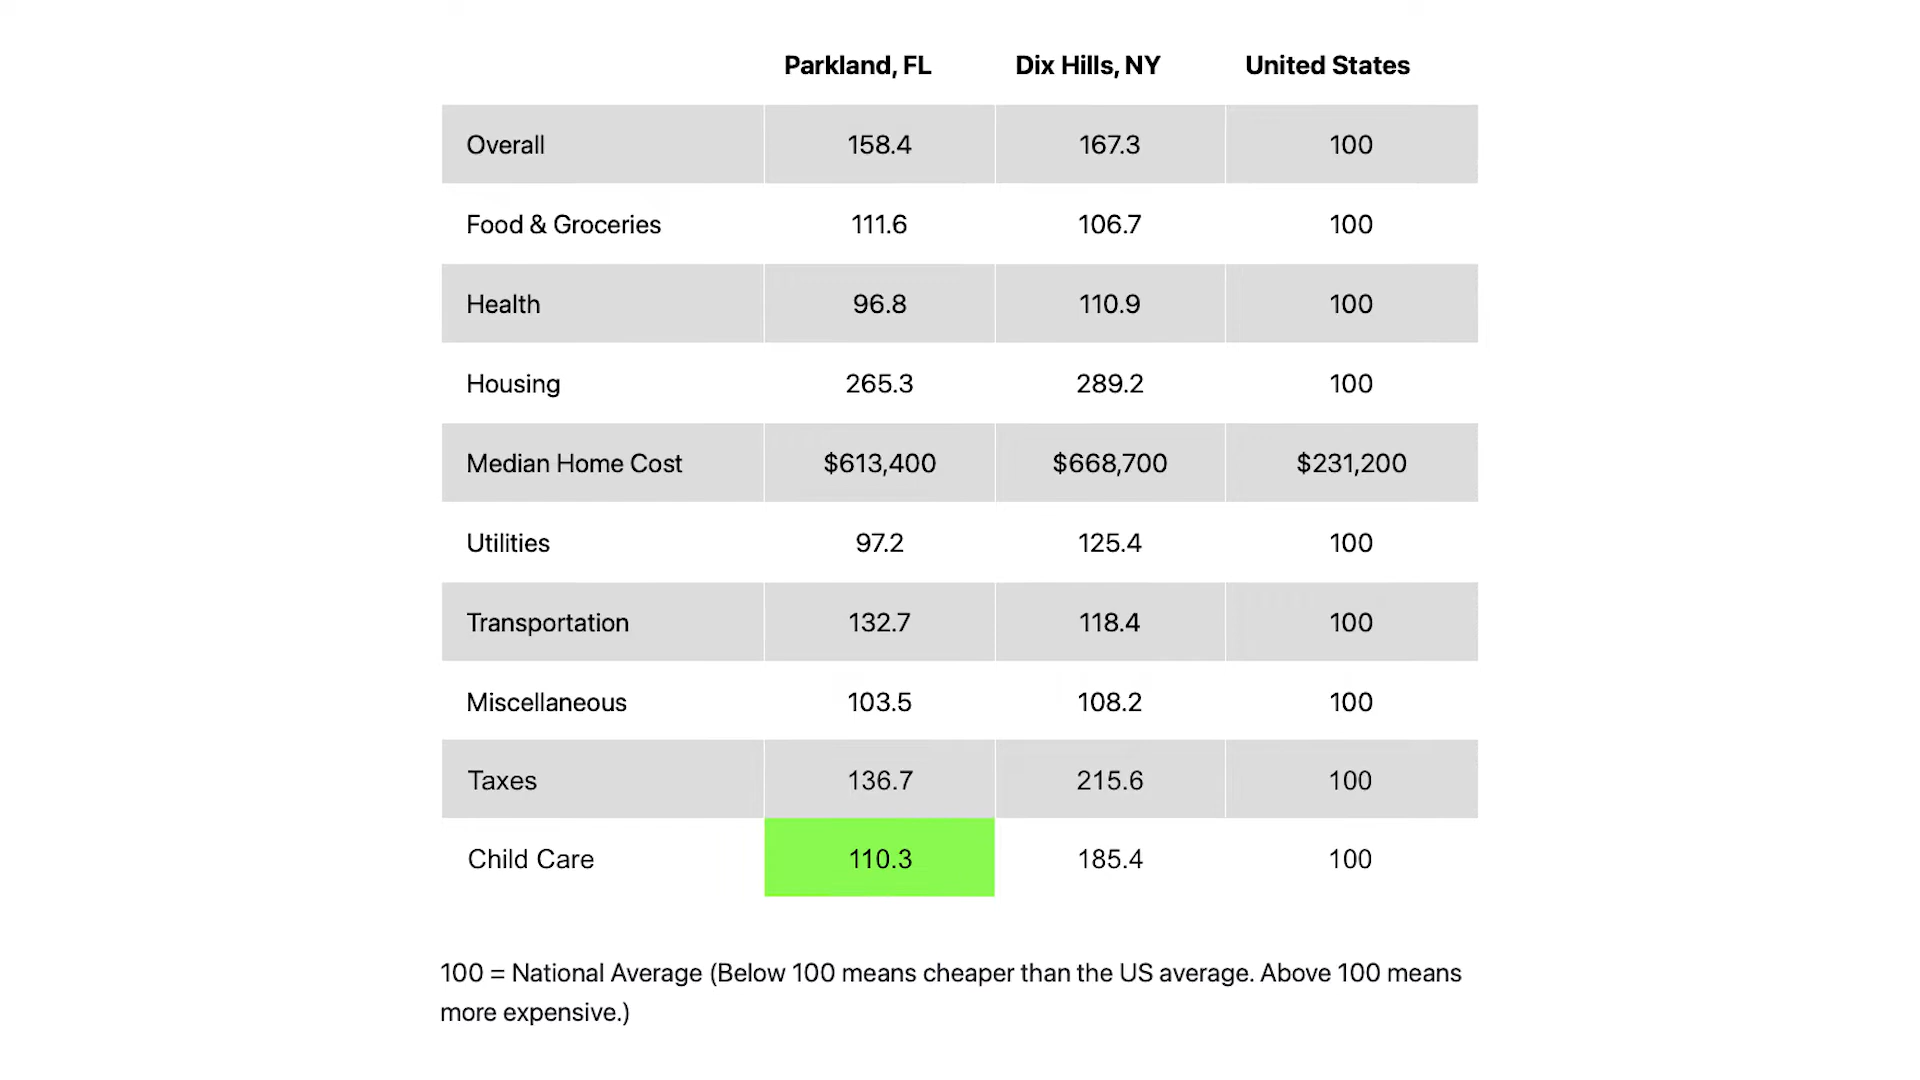 Parkland, FL Dix Hills, NY United States
Overall 158.4 167.3 100
Food & Groceries 111.6 106.7 100
Health 96.8 110.9 100
Housing 265.3 289.2 100
Median Home Cost $613,400 $668,700 $231,200
Utilities 97.2 125.4 100
Transportation 132.7 118.4 100
Miscellaneous 103.5 108.2 100
Taxes 136.7 215.6 100
Child Care 110.3 185.4 100
100 = National Average (Below 100 means cheaper than the US average. Above 100 means
more expensive.)